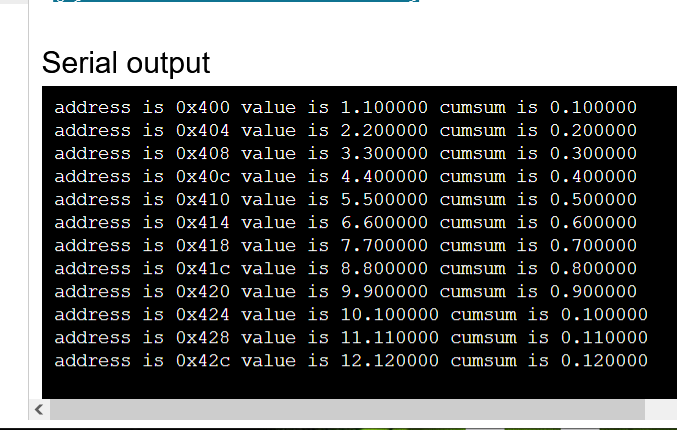 Serial output
address is 0x400 value is 1.100000 cumsum is 0.100000
address is 0x404 value is 2.200000 cumsum is 0.200000
address is 0x408 value is 3.300000 cumsum is 0.300000
address is 0x40c value is 4.400000 cumsum is 0.400000
address is 0x410 value is 5.500000 cumsum is 0.500000
address is 0x414 value is 6.600000 cumsum is 0.600000
address is 0x418 value is 7.700000 cumsum is 0.700000
address is 0x41c value is 8.800000 cumsum is 0.800000
address is 0x420 value is 9.900000 cumsum is 0.900000
address is 0x424 value is 10.100000 cumsum is 0.100000
address is 0x428 value is 11.110000 cumsum is 0.110000
address is 0x42c value is 12.120000 cumsum is 0.120000